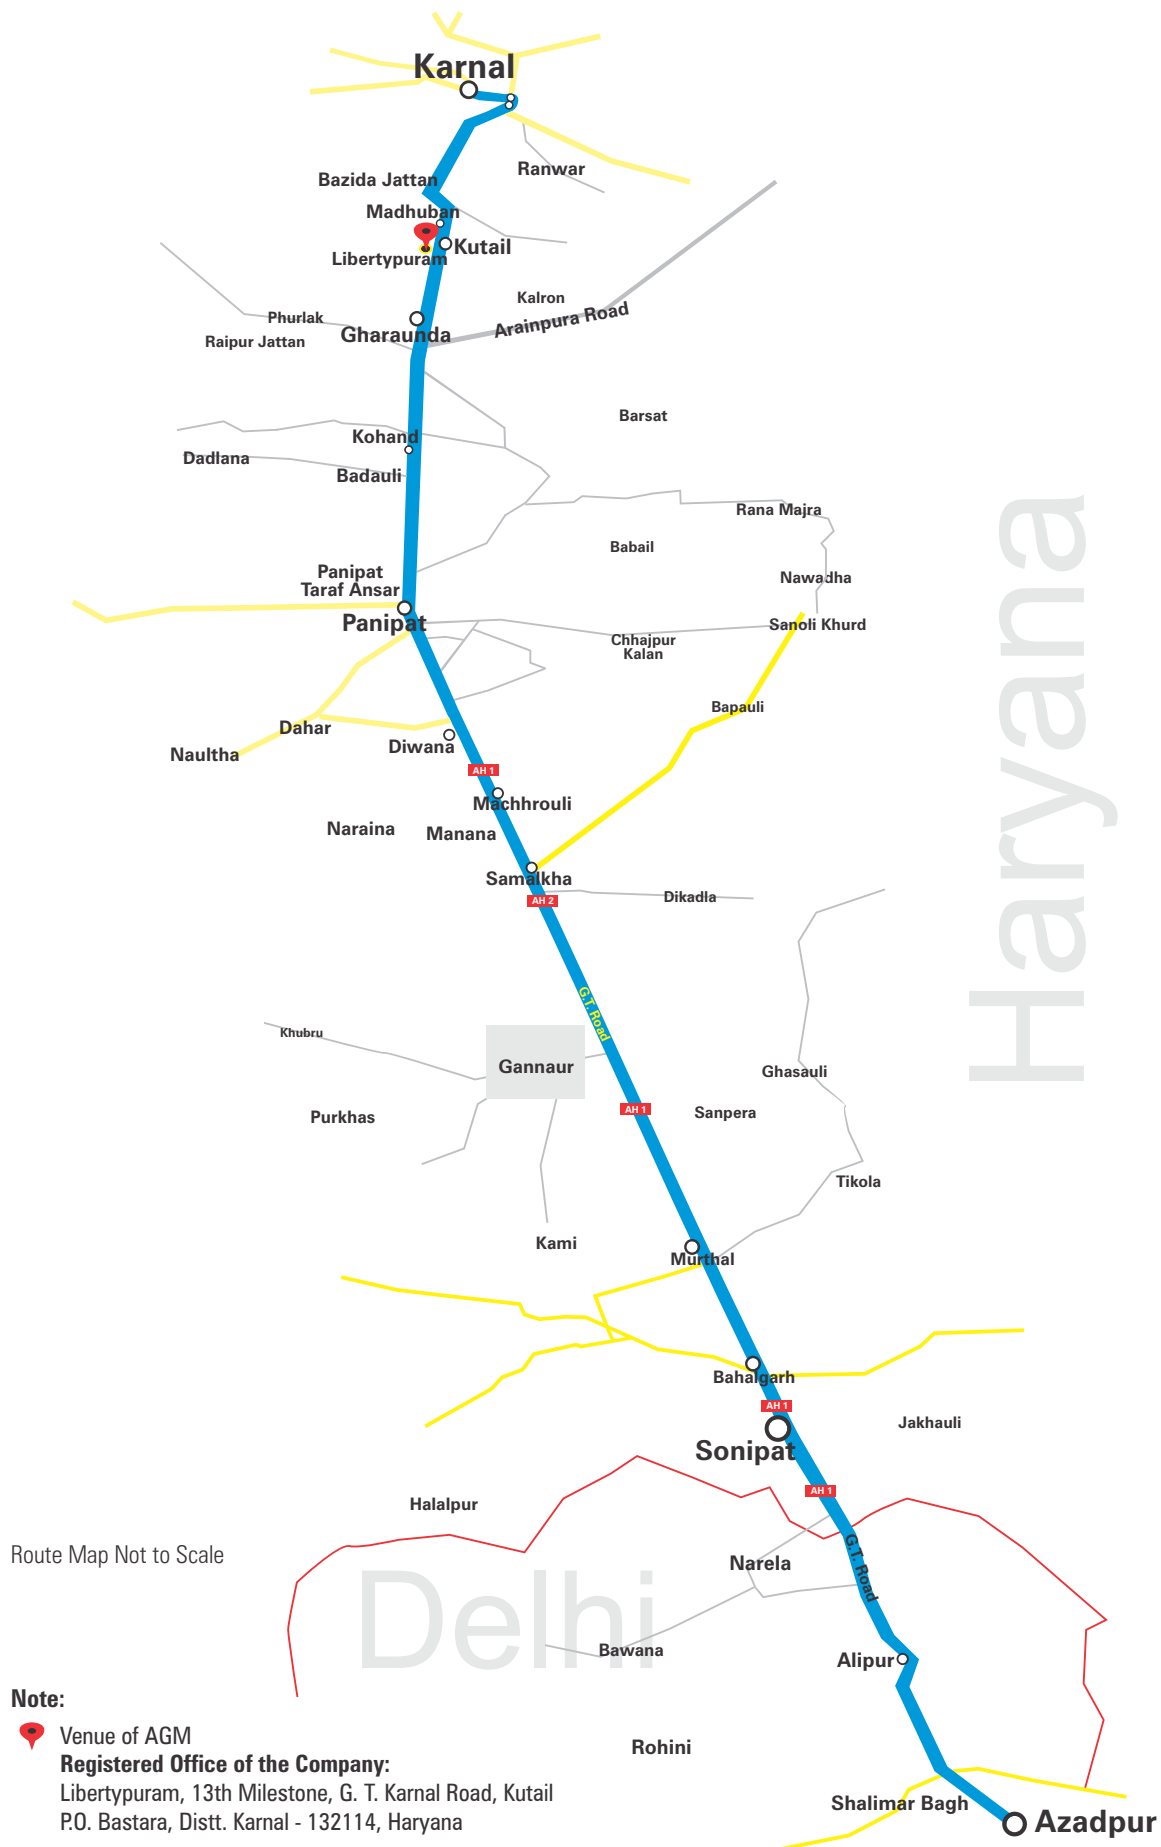 Karnal
Ranwar
Bazida Jattan
Madhuban
Kutail
Libertypuram
Kalron
Arainpura Road
Phurlak
Gharaunda
Raipur Jattan
Barsat
Kohand
Dadlana
Badauli
Rana Majra
Babail
Panipat
Taraf Ansar
Nawadha
Panipat
Sanoli Khurd
Chhajpur
Kalan
Bapauli
Dahar
Diwana
Naultha
AH 1
Machhrouli
Naraina
Manana
Samalkha
Dikadla
AH 2
Haryana
G.T. Road
Khubru
Gannaur
Ghasauli
AH 1
Sanpera
Purkhas
Tikola
Kami
Murthal
Bahalgarh
AH 1
Jakhauli
Sonipat
AH 1
Halalpur
Route Map Not to Scale
G.T. Road
Narela
Delhi
Bawana
Alipur
Rohini
Shalimar Bagh
Azadpur
Note:
Venue of AGM
Registered Office of the Company:
Libertypuram, 13th Milestone, G. T. Karnal Road, Kutail
P.O. Bastara, Distt. Karnal - 132114, Haryana